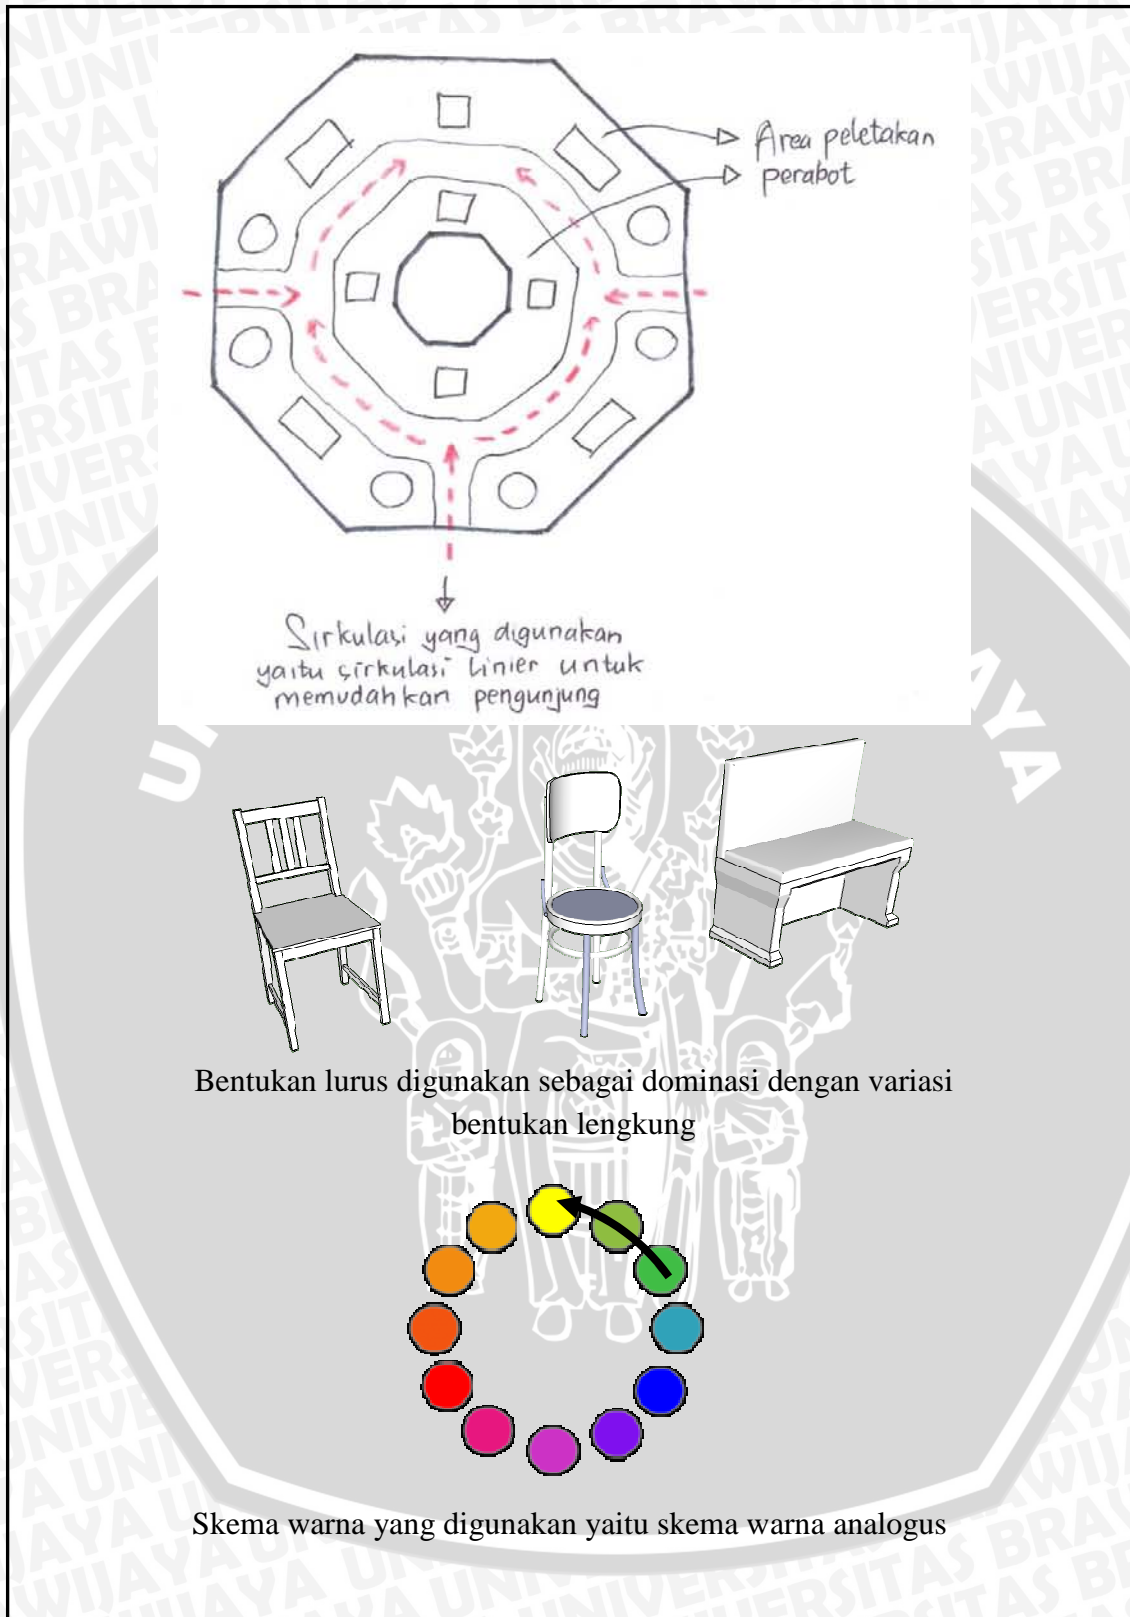 Area peletakan
perabot
Sirkulasi yang digunakan
yaitu sirkulasi linier untuk
memudahkan pengunjung
Bentukan lurus digunakan sebagai dominasi dengan variasi
bentukan lengkung
Skema warna yang digunakan yaitu skema warna analogus